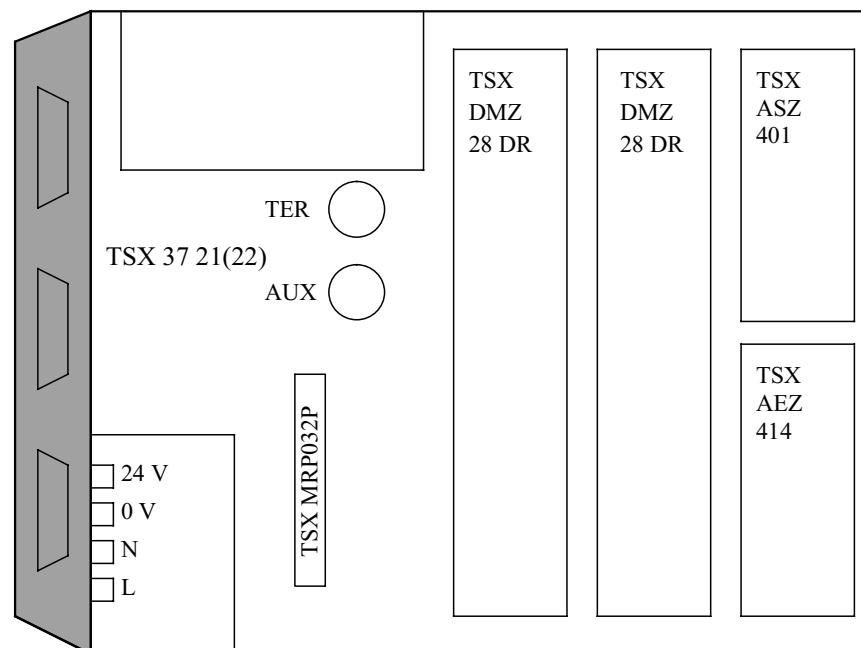 TSX
DMZ
28 DR
TSX
DMZ
28 DR
TSX
ASZ
401
TER
TSX 37 21(22)
AUX
TSX
AEZ
414
TSX MRP032P
24 V
0 V
N
L